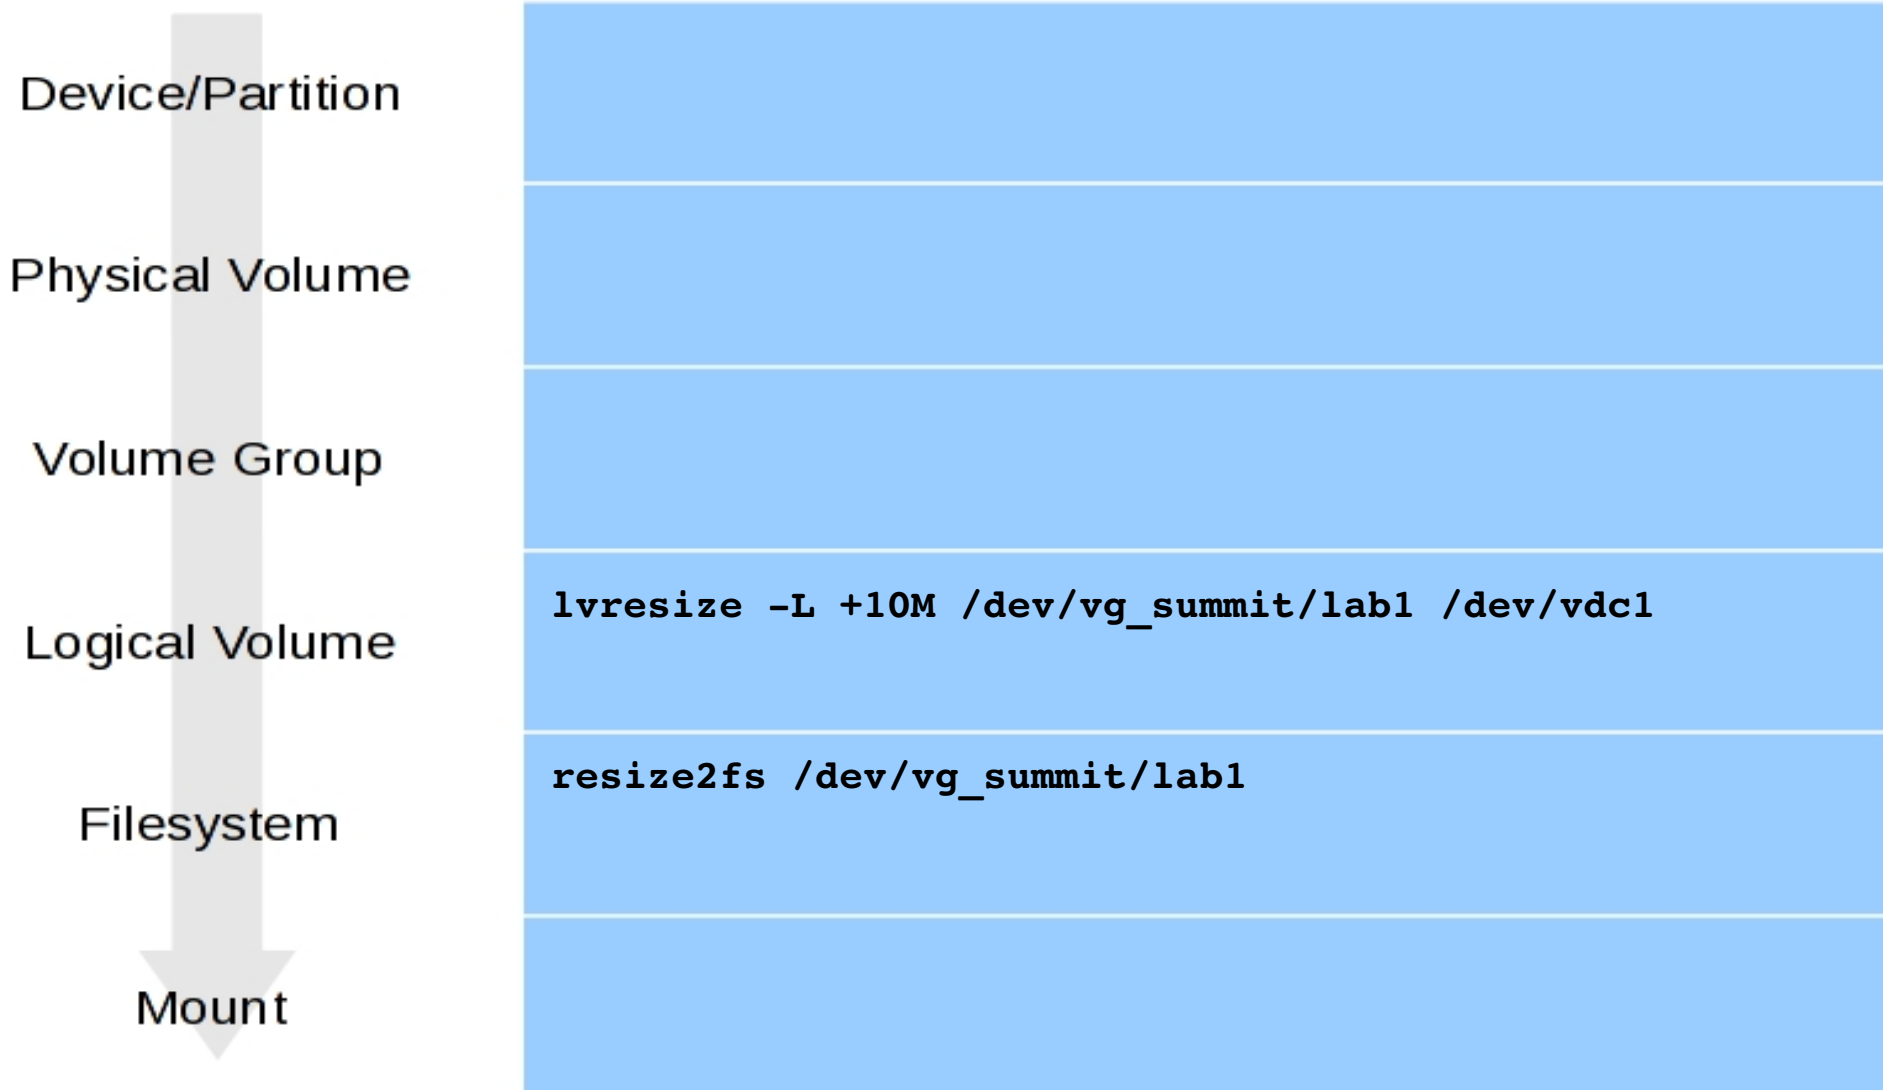 Device/Partition
Physical Volume
Volume Group
Logical Volume
lvresize -L +10M /dev/vg_summit/lab1 /dev/vdc1
Filesystem
resize2fs /dev/vg_summit/lab1
Mount